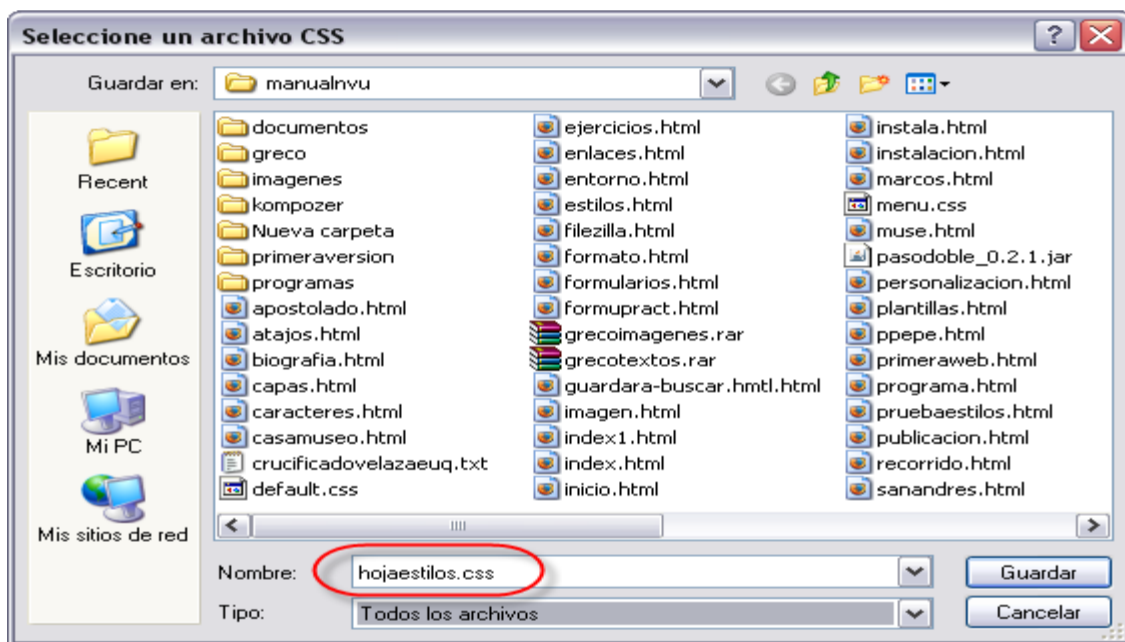 Seleccione un archivo CSS
Guardar en:
manualnvu
Recent
Escritorio
Mis documentos
Mi PC
Mis sitios de red
documentos
greco
imagenes
kompozer
Nueva carpeta
primeraversion
programas
apostolado.html
atajos.html
biografia.html
capas.html
caracteres.html
casamuseo.html
crucificadovelazaeuq.txt
default.css
ejercicios.html
enlaces.html
entorno.html
estilos.html
filezilla.html
formato.html
formularios.html
formupract.html
grecoimagenes.rar
grecotextos.rar
guardara-buscar.hmtl.html
imagen.html
index1.html
index.html
inicio.html
instala.html
instalacion.html
marcos.html
menu.css
muse.html
pasodoble_0.2.1.jar
personalizacion.html
plantillas.html
ppepe.html
primeraweb.html
programa.html
pruebaestilos.html
publicacion.html
recorrido.html
sanandres.html
Nombre:
hojaestilos.css
Guardar
Tipo:
Todos los archivos
Cancelar